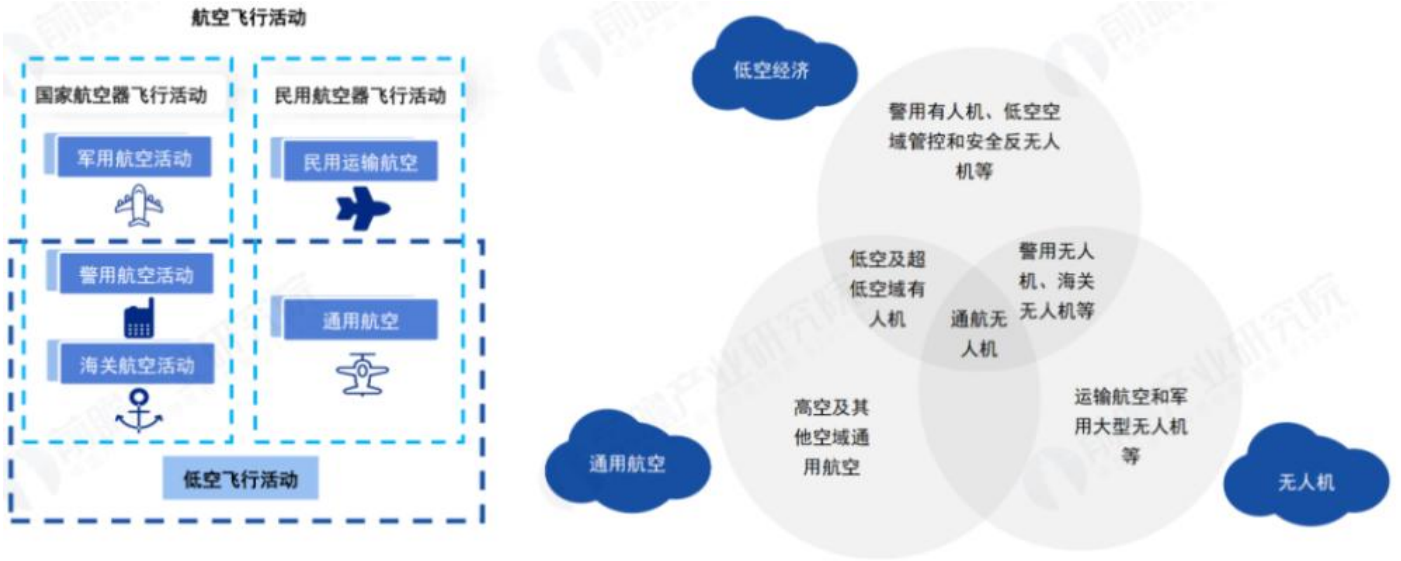 航空飞行活动
国家航空器飞行活动
民用航空器飞行活动
军用航空活动
民用运输航空
警用航空活动
通用航空
海关航空活动
低空飞行活动
低空经济
警用有人机、低空空
域管控和安全反无人
机等
低空及超
低空域有
人机
警用无人
机、海关
无人机等
通航无
人机
高空及其
他空域通
用航空
运输航空和军
用大型无人机
等
通用航空
无人机
前瞻产业研究院